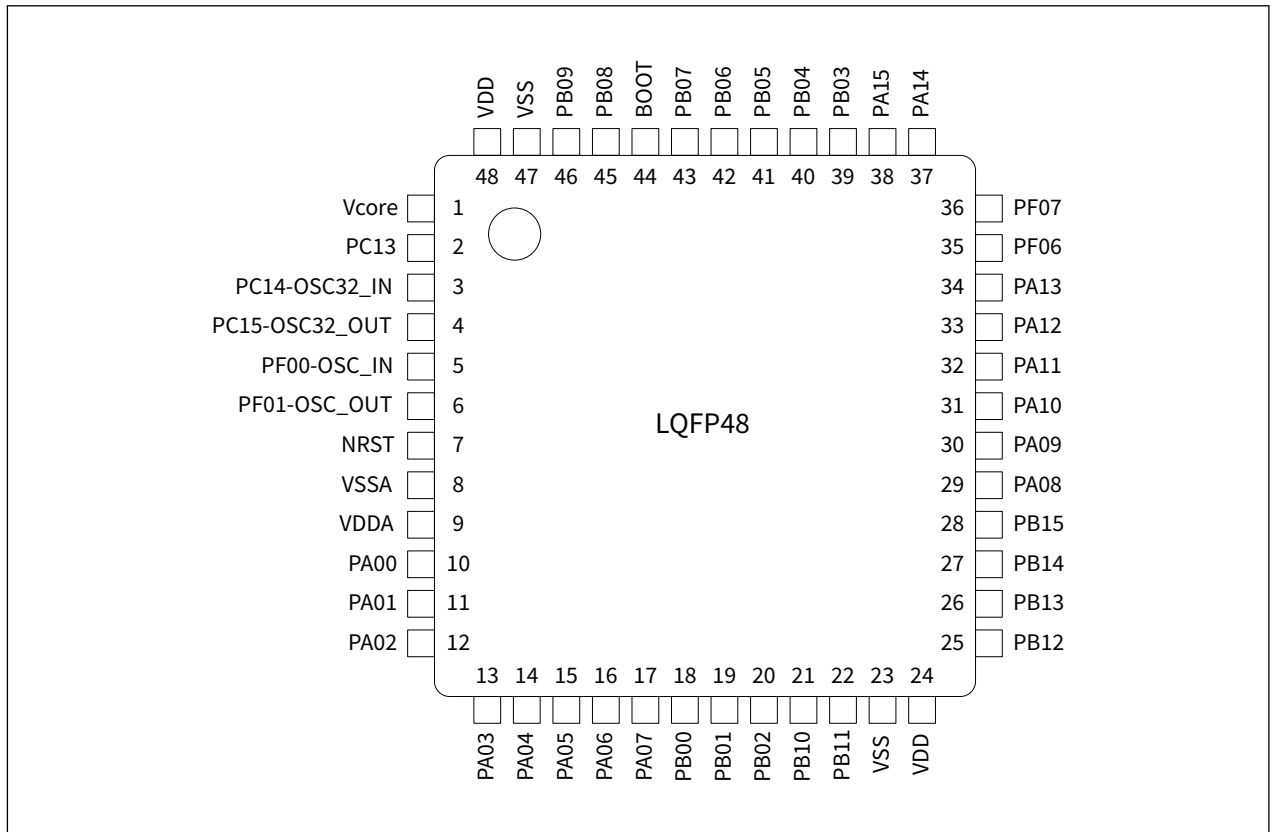 VDD VSS PB09 PB08 BOOT PB07 PB06 PB05 PB04 PB03 PA15 PA14
48 47 46 45 44 43 42 41 40 39 38 37
Vcore 1 36 PF07
PC13 2 35 PF06
PC14-OSC32_IN 3 34 PA13
PC15-OSC32_OUT 4 33 PA12
PF00-OSC_IN 5 32 PA11
PF01-OSC_OUT 6 31 PA10
LQFP48
NRST 7 30 PA09
VSSA 8 29 PA08
VDDA 9 28 PB15
PA00 10 27 PB14
PA01 11 26 PB13
PA02 12 25 PB12
13 14 15 16 17 18 19 20 21 22 23 24
PA03 PA04 PA05 PA06 PA07 PB00 PB01 PB02 PB10 PB11 VSS VDD